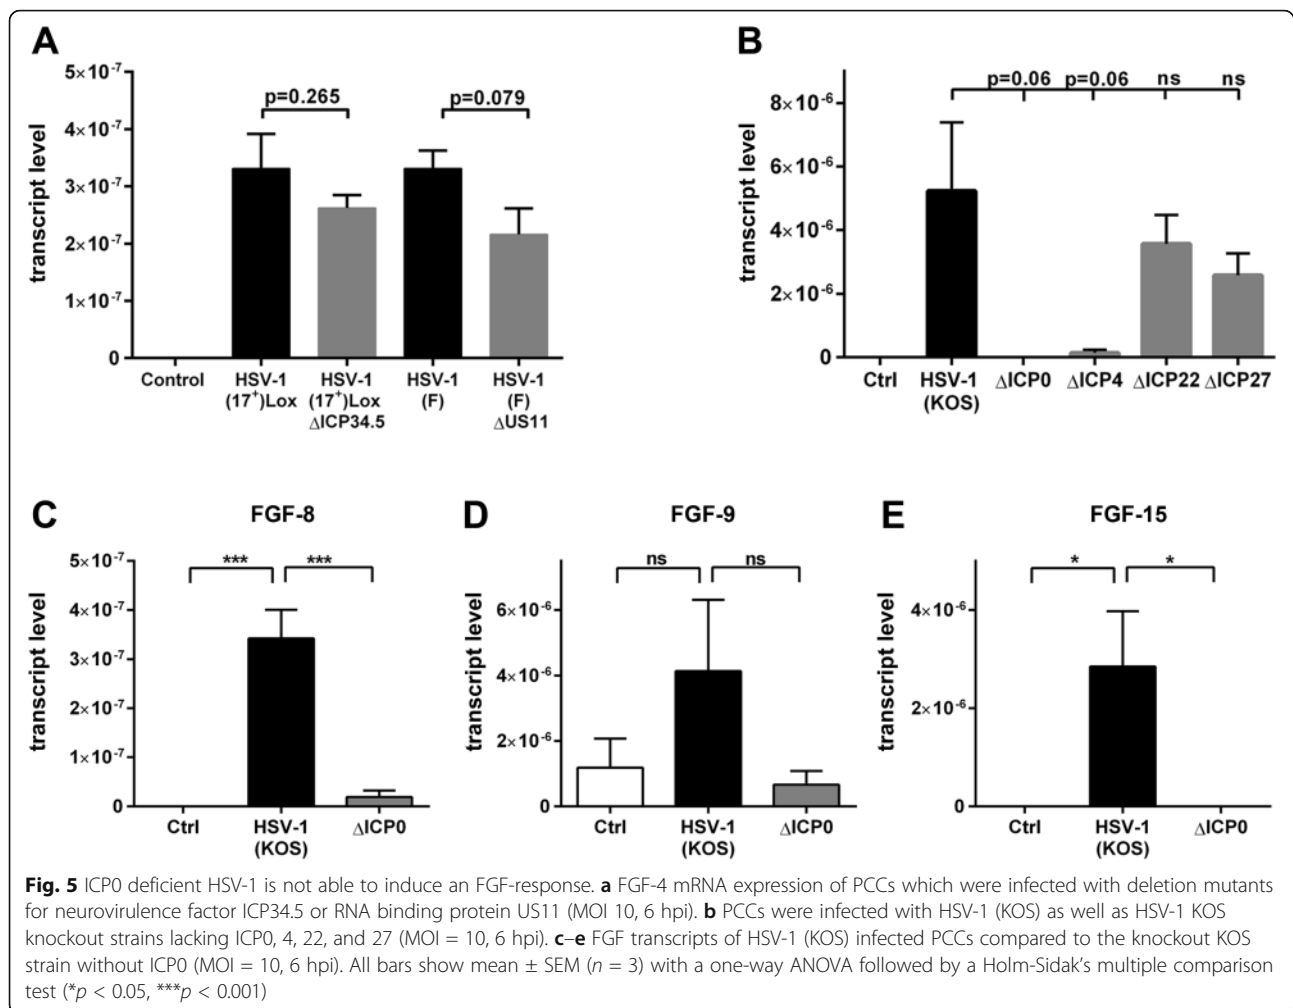 A
5×10⁻⁷
4×10⁻⁷
3×10⁻⁷
2×10⁻⁷
1×10⁻⁷
0
transcript level
p=0.265
p=0.079
Control
HSV-1
(17⁺)Lox
HSV-1
(17⁺)Lox
ΔICP34.5
HSV-1
(F)
HSV-1
(F)
ΔUS11
B
8×10⁻⁶
6×10⁻⁶
4×10⁻⁶
2×10⁻⁶
0
transcript level
p=0.06 p=0.06 ns ns
Ctrl
HSV-1
(KOS)
ΔICP0
ΔICP4
ΔICP22
ΔICP27
C
FGF-8
5×10⁻⁷
4×10⁻⁷
3×10⁻⁷
2×10⁻⁷
1×10⁻⁷
0
transcript level
*** ***
Ctrl
HSV-1
(KOS)
ΔICP0
D
FGF-9
6×10⁻⁶
4×10⁻⁶
2×10⁻⁶
0
transcript level
ns ns
Ctrl
HSV-1
(KOS)
ΔICP0
E
FGF-15
4×10⁻⁶
2×10⁻⁶
0
transcript level
* *
Ctrl
HSV-1
(KOS)
ΔICP0
Fig. 5 ICP0 deficient HSV-1 is not able to induce an FGF-response. a FGF-4 mRNA expression of PCCs which were infected with deletion mutants
for neurovirulence factor ICP34.5 or RNA binding protein US11 (MOI 10, 6 hpi). b PCCs were infected with HSV-1 (KOS) as well as HSV-1 KOS
knockout strains lacking ICP0, 4, 22, and 27 (MOI = 10, 6 hpi). c–e FGF transcripts of HSV-1 (KOS) infected PCCs compared to the knockout KOS
strain without ICP0 (MOI = 10, 6 hpi). All bars show mean ± SEM (n = 3) with a one-way ANOVA followed by a Holm-Sidak's multiple comparison
test (*p < 0.05, ***p < 0.001)